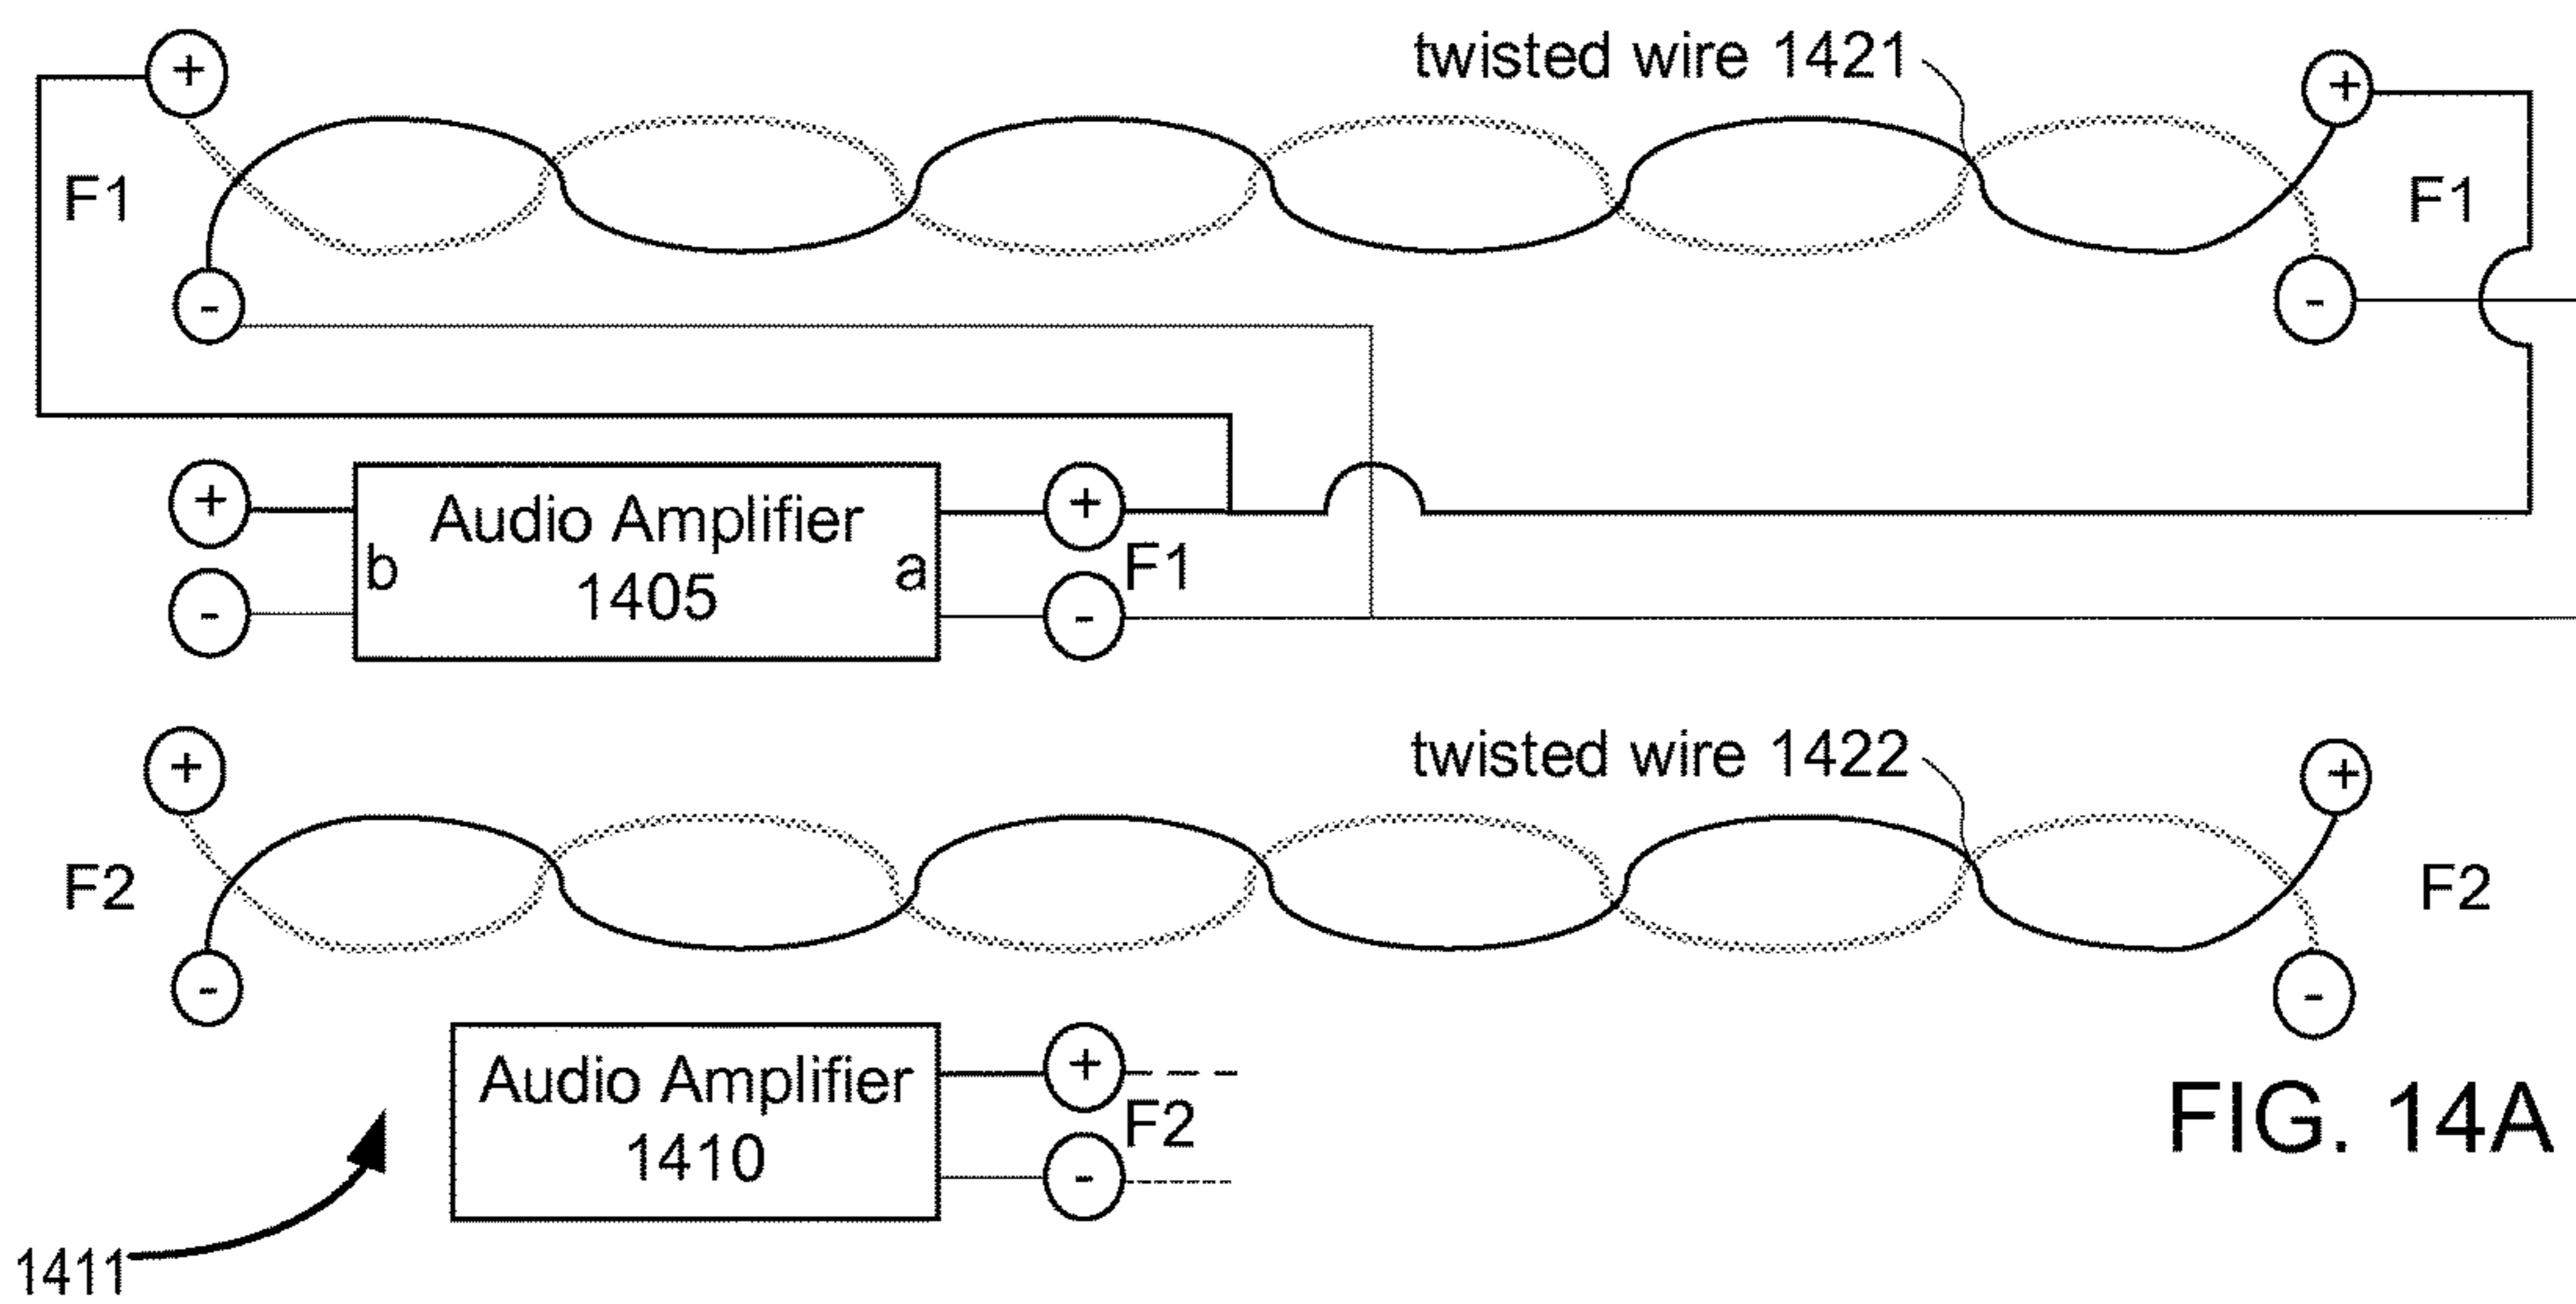 twisted wire 1421
+
+
F1
F1
-
-
+
Audio Amplifier
+
b
1405
a
F1
-
-
twisted wire 1422
+
+
F2
F2
-
-
Audio Amplifier
+
1410
F2
-
FIG. 14A
1411